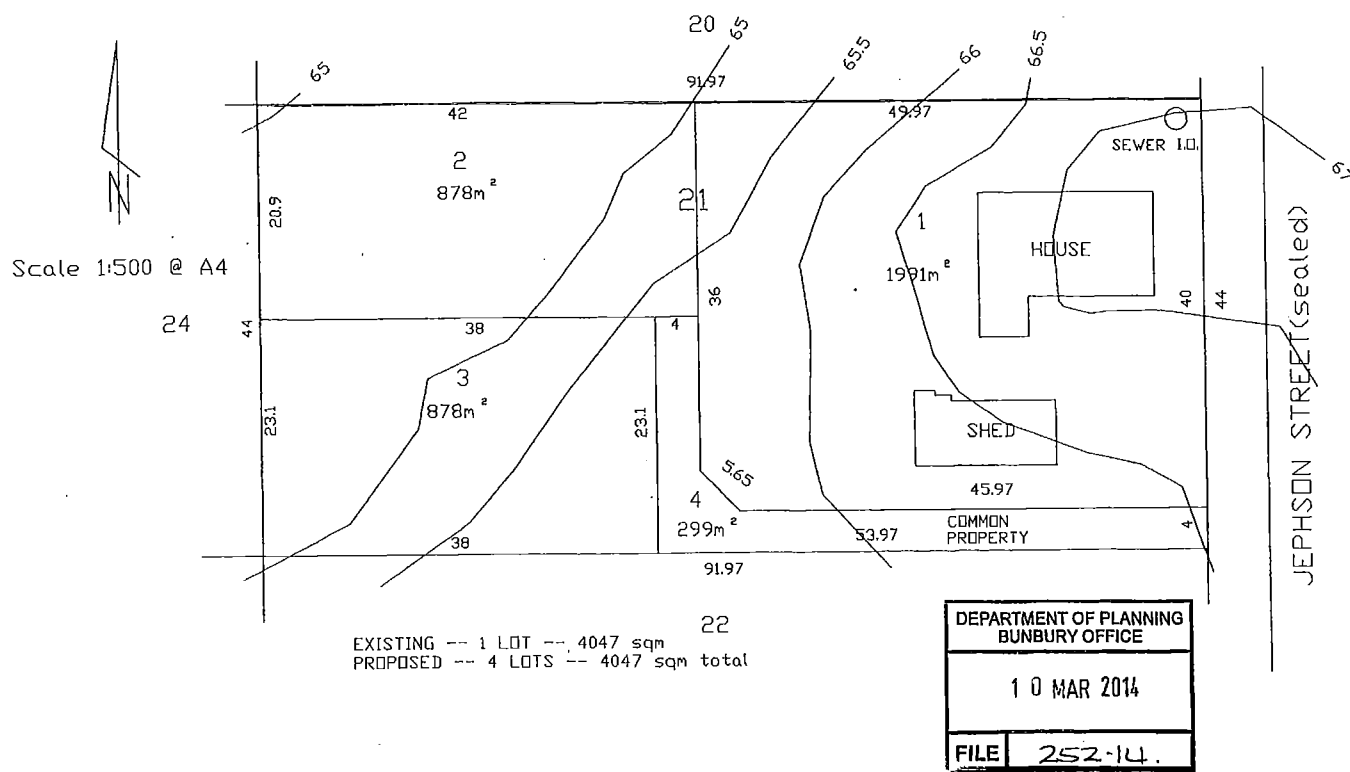 20
65
65
65.5
66
66.5
91.97
42
49.97
SEWER I.O.
67
N
2
878m²
21
20.9
1
HOUSE
1991m²
Scale 1:500 @ A4
24
44
38
4
36
40
44
JEPHSON STREET(sealed)
3
878m²
23.1
23.1
SHED
5.65
45.97
4
299m²
COMMON
PROPERTY
4
38
53.97
91.97
22
EXISTING -- 1 LOT -- 4047 sqm
PROPOSED -- 4 LOTS -- 4047 sqm total
DEPARTMENT OF PLANNING
BUNBURY OFFICE
10 MAR 2014
FILE 252-14.